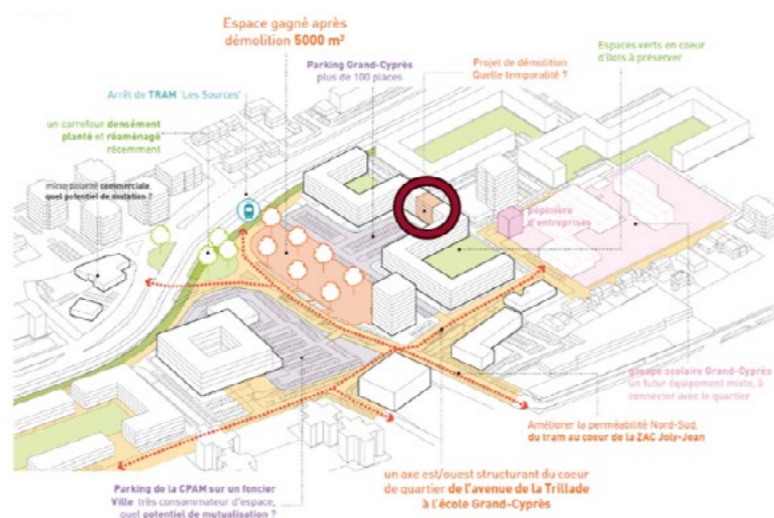 Espace gagné après
démolition 5000 m²
Espaces verts en coeur
d'îlots à préserver
Parking Grand-Cyprès
plus de 100 places
Projet de démolition
Quelle temporalité ?
Arrêt de TRAM 'Les Sources'
un carrefour densément
planté et réaménagé
récemment
micro polarité commerciale
quel potentiel de mutation ?
pépinière
d'entreprises
groupe scolaire Grand-Cyprès
un futur équipement mixte, à
connecter avec le quartier
Améliorer la perméabilité Nord-Sud,
du tram au coeur de la ZAC Joly-Jean
un axe est/ouest structurant du coeur
de quartier de l'avenue de la Trillade
à l'école Grand-Cyprès
Parking de la CPAM sur un foncier
Ville très consommateur d'espace,
quel potentiel de mutualisation ?